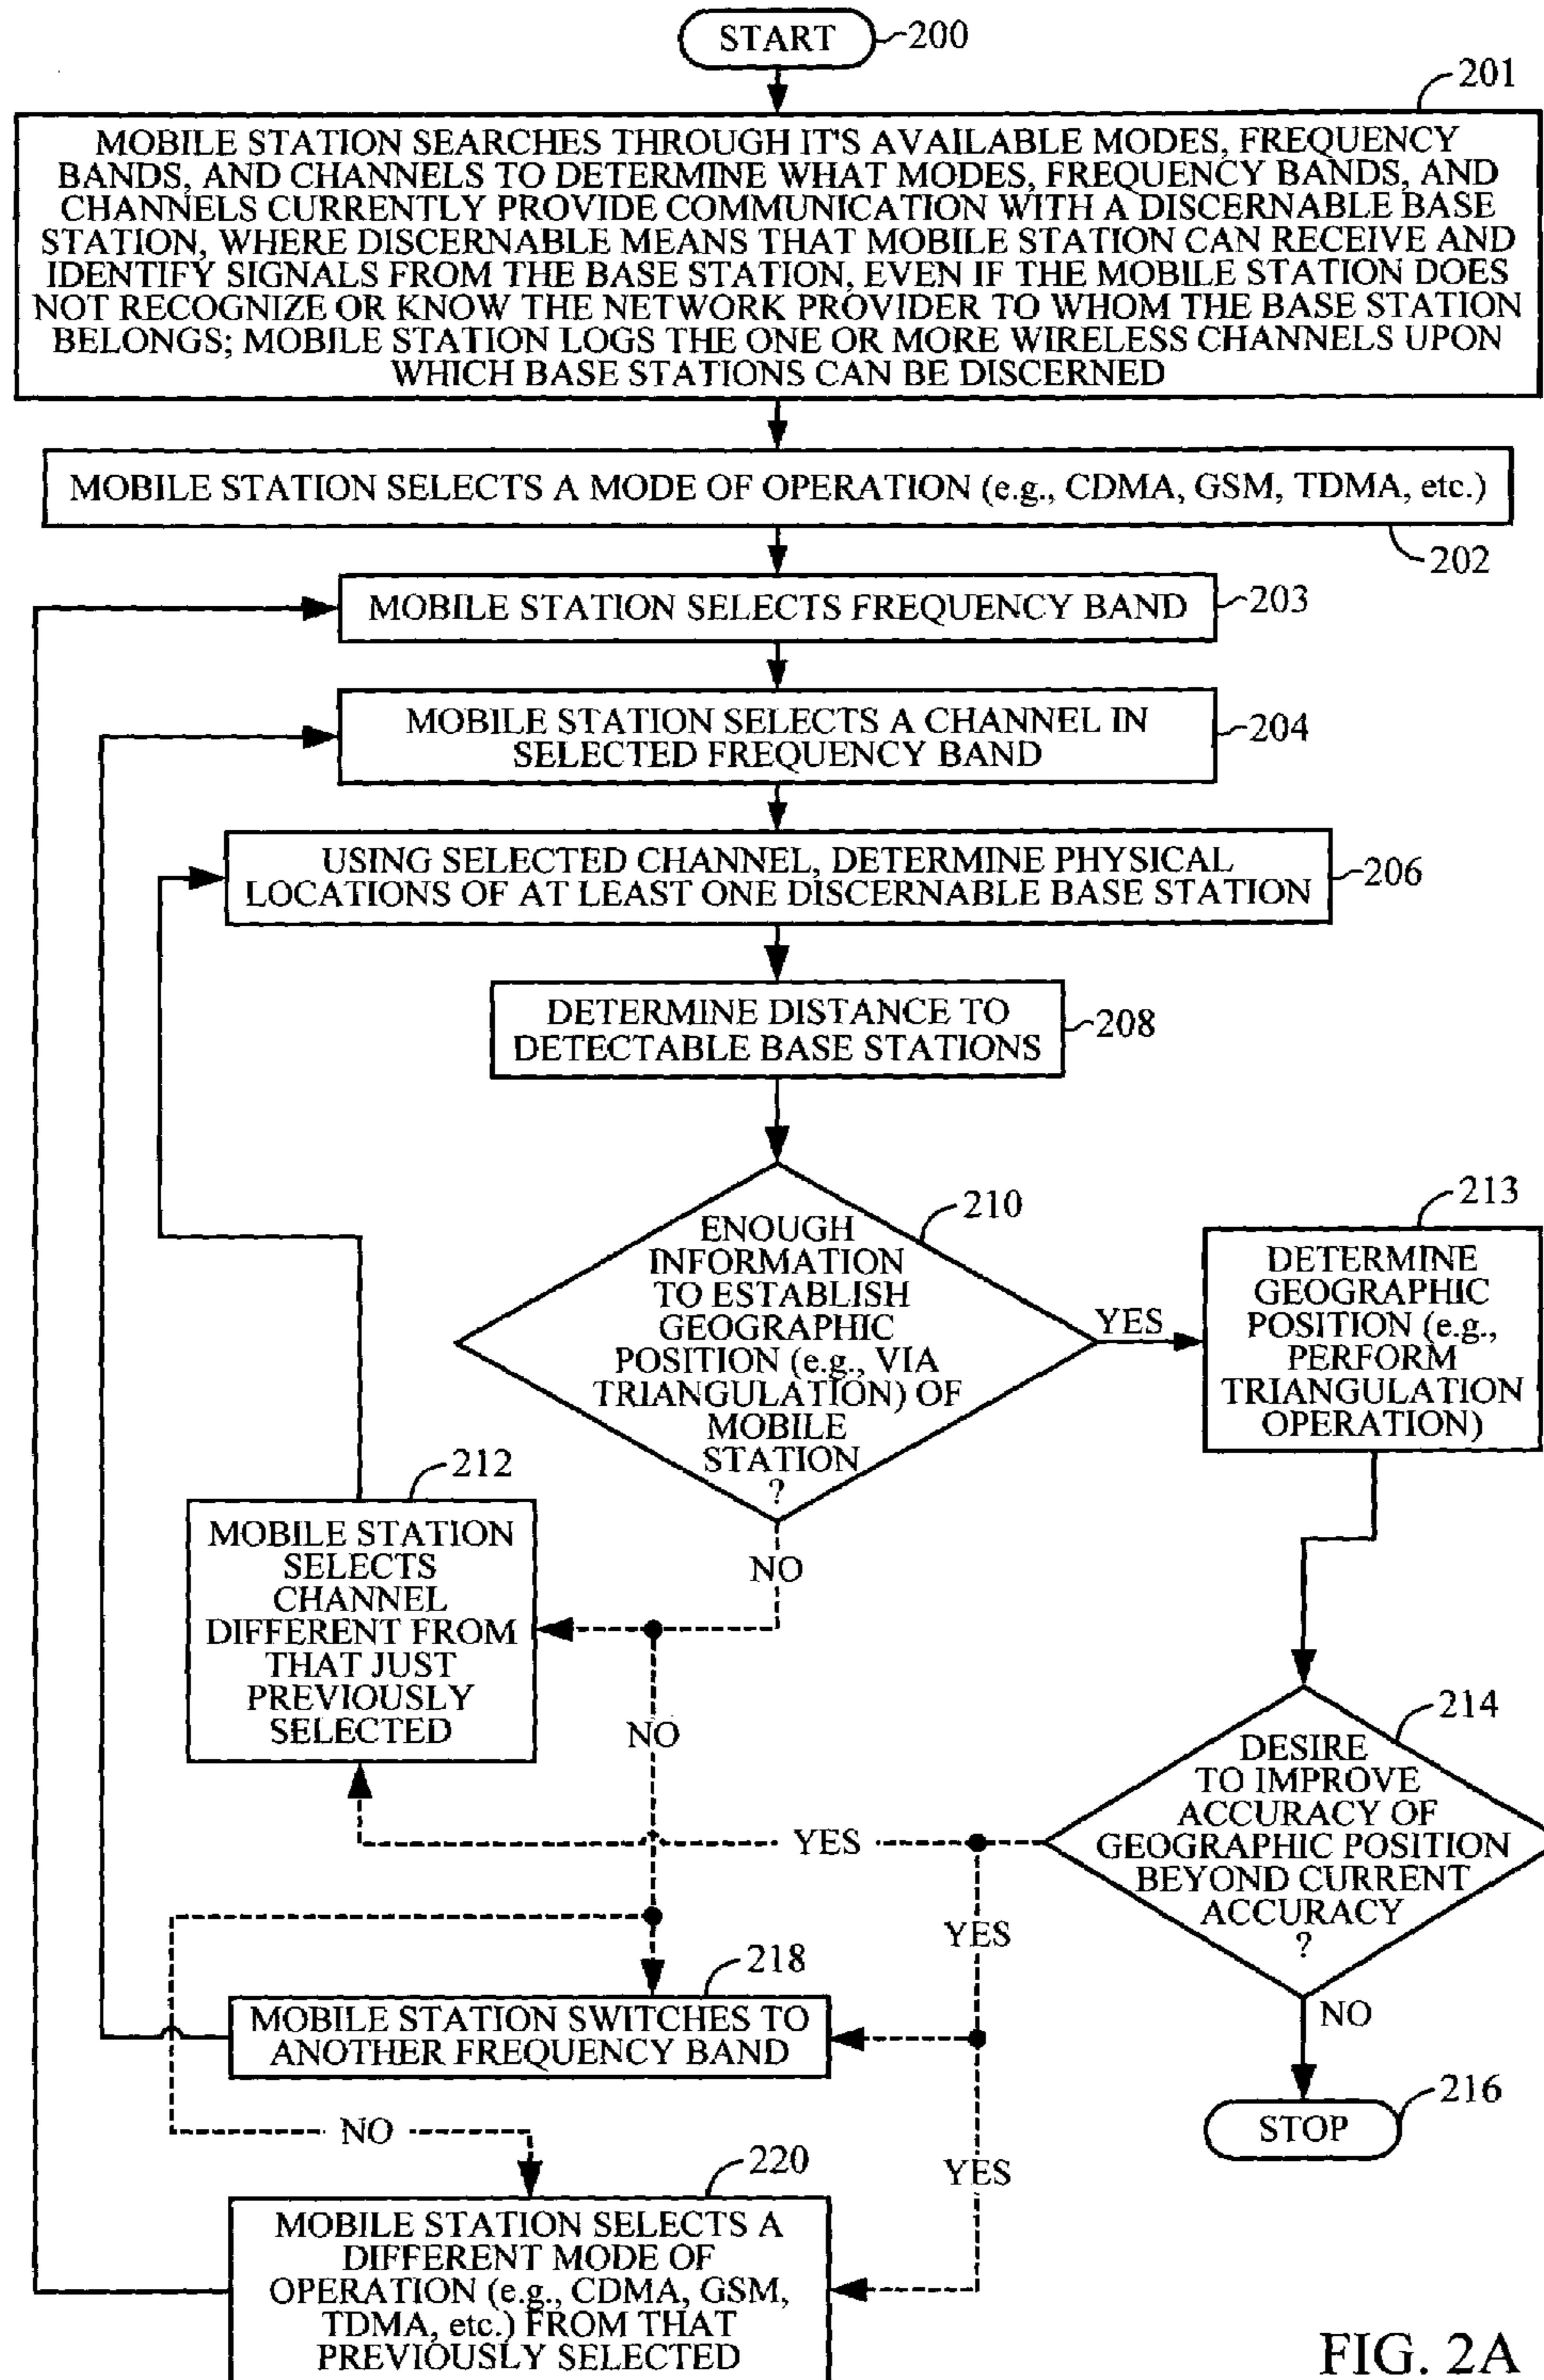 START
200
201
MOBILE STATION SEARCHES THROUGH IT'S AVAILABLE MODES, FREQUENCY
BANDS, AND CHANNELS TO DETERMINE WHAT MODES, FREQUENCY BANDS, AND
CHANNELS CURRENTLY PROVIDE COMMUNICATION WITH A DISCERNABLE BASE
STATION, WHERE DISCERNABLE MEANS THAT MOBILE STATION CAN RECEIVE AND
IDENTIFY SIGNALS FROM THE BASE STATION, EVEN IF THE MOBILE STATION DOES
NOT RECOGNIZE OR KNOW THE NETWORK PROVIDER TO WHOM THE BASE STATION
BELONGS; MOBILE STATION LOGS THE ONE OR MORE WIRELESS CHANNELS UPON
WHICH BASE STATIONS CAN BE DISCERNED
MOBILE STATION SELECTS A MODE OF OPERATION (e.g., CDMA, GSM, TDMA, etc.)
202
MOBILE STATION SELECTS FREQUENCY BAND
203
MOBILE STATION SELECTS A CHANNEL IN
SELECTED FREQUENCY BAND
204
USING SELECTED CHANNEL, DETERMINE PHYSICAL
LOCATIONS OF AT LEAST ONE DISCERNABLE BASE STATION
206
DETERMINE DISTANCE TO
DETECTABLE BASE STATIONS
208
210
ENOUGH
INFORMATION
TO ESTABLISH
GEOGRAPHIC
POSITION (e.g., VIA
TRIANGULATION) OF
MOBILE
STATION
?
YES
213
DETERMINE
GEOGRAPHIC
POSITION (e.g.,
PERFORM
TRIANGULATION
OPERATION)
NO
212
MOBILE STATION
SELECTS
CHANNEL
DIFFERENT FROM
THAT JUST
PREVIOUSLY
SELECTED
NO
214
DESIRE
TO IMPROVE
ACCURACY OF
GEOGRAPHIC POSITION
BEYOND CURRENT
ACCURACY
?
YES
YES
NO
218
MOBILE STATION SWITCHES TO
ANOTHER FREQUENCY BAND
216
STOP
NO
YES
220
MOBILE STATION SELECTS A
DIFFERENT MODE OF
OPERATION (e.g., CDMA, GSM,
TDMA, etc.) FROM THAT
PREVIOUSLY SELECTED
FIG. 2A